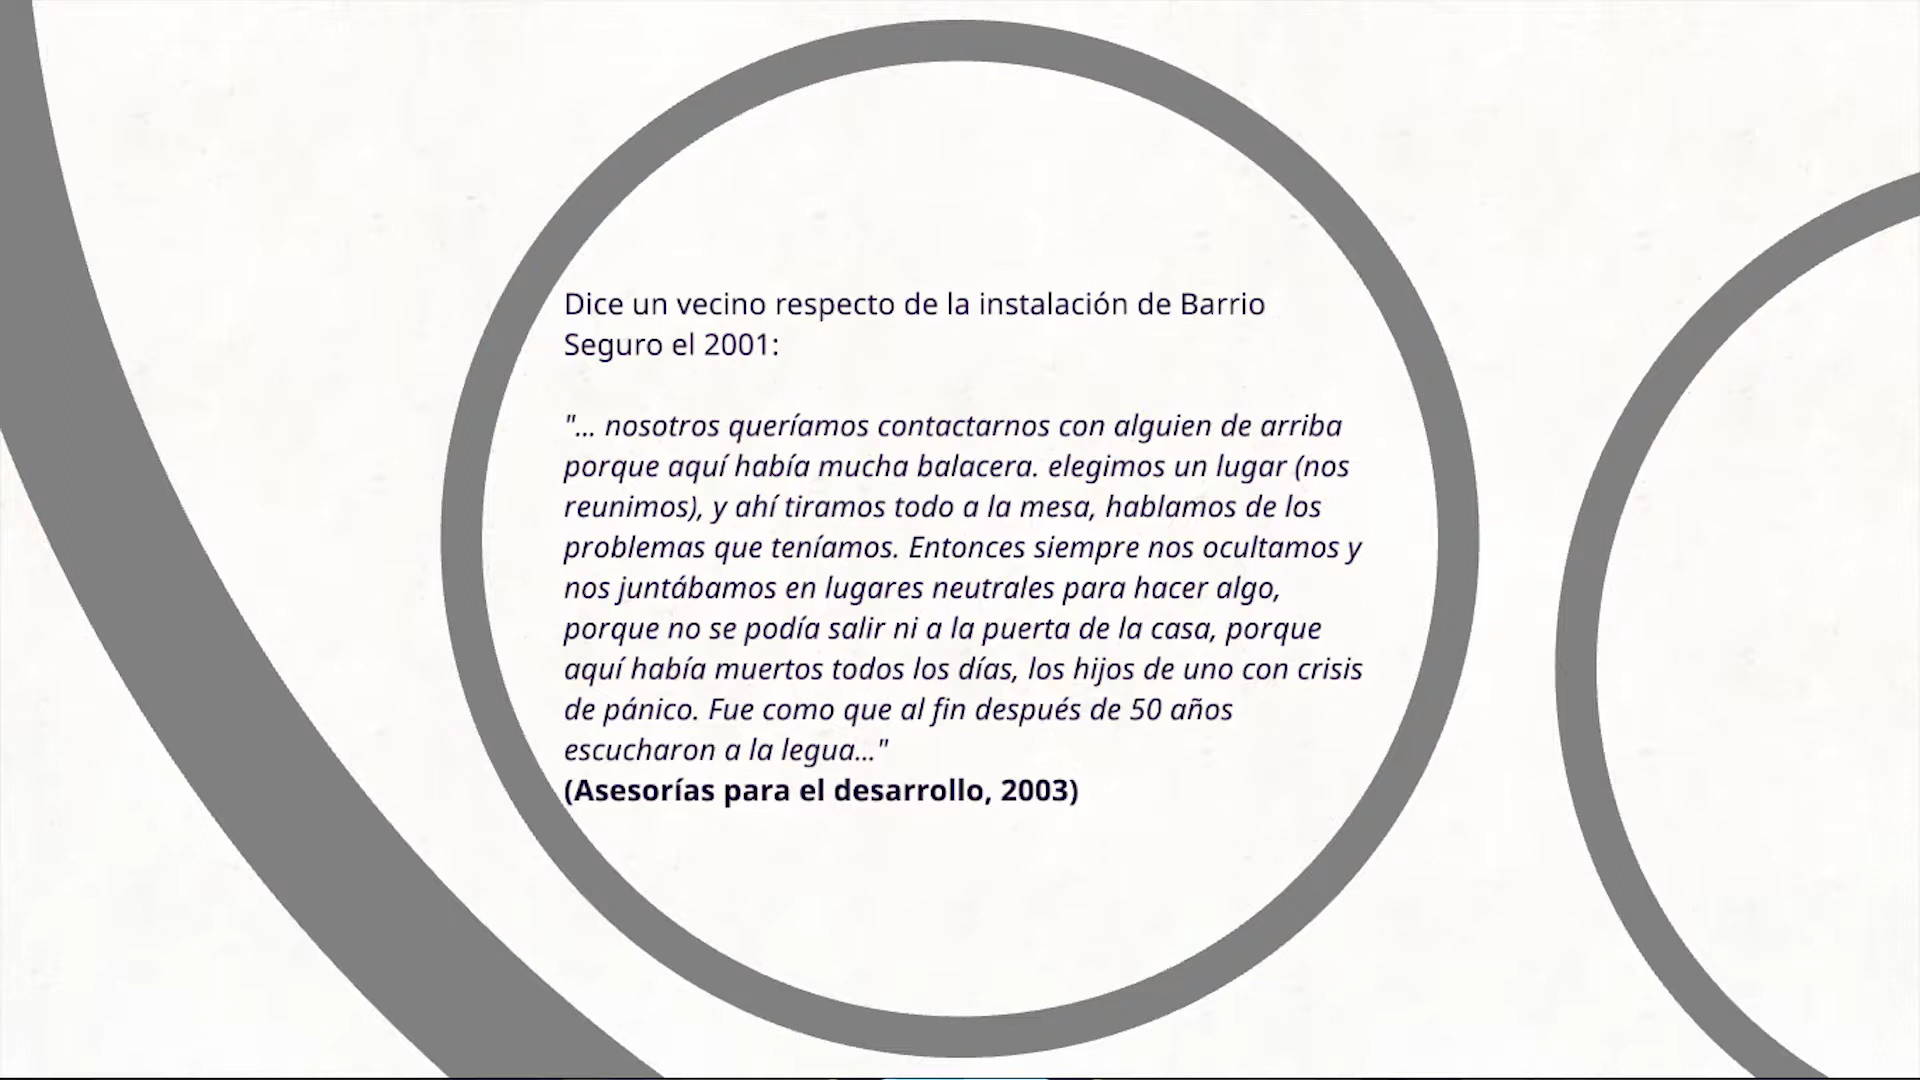 Dice un vecino respecto de la instalación de Barrio
Seguro el 2001:
"... nosotros queríamos contactarnos con alguien de arriba
porque aquí había mucha balacera. elegimos un lugar (nos
reunimos), y ahí tiramos todo a la mesa, hablamos de los
problemas que teníamos. Entonces siempre nos ocultamos y
nos juntábamos en lugares neutrales para hacer algo,
porque no se podía salir ni a la puerta de la casa, porque
aquí había muertos todos los días, los hijos de uno con crisis
de pánico. Fue como que al fin después de 50 años
escucharon a la legua..."
(Asesorías para el desarrollo, 2003)